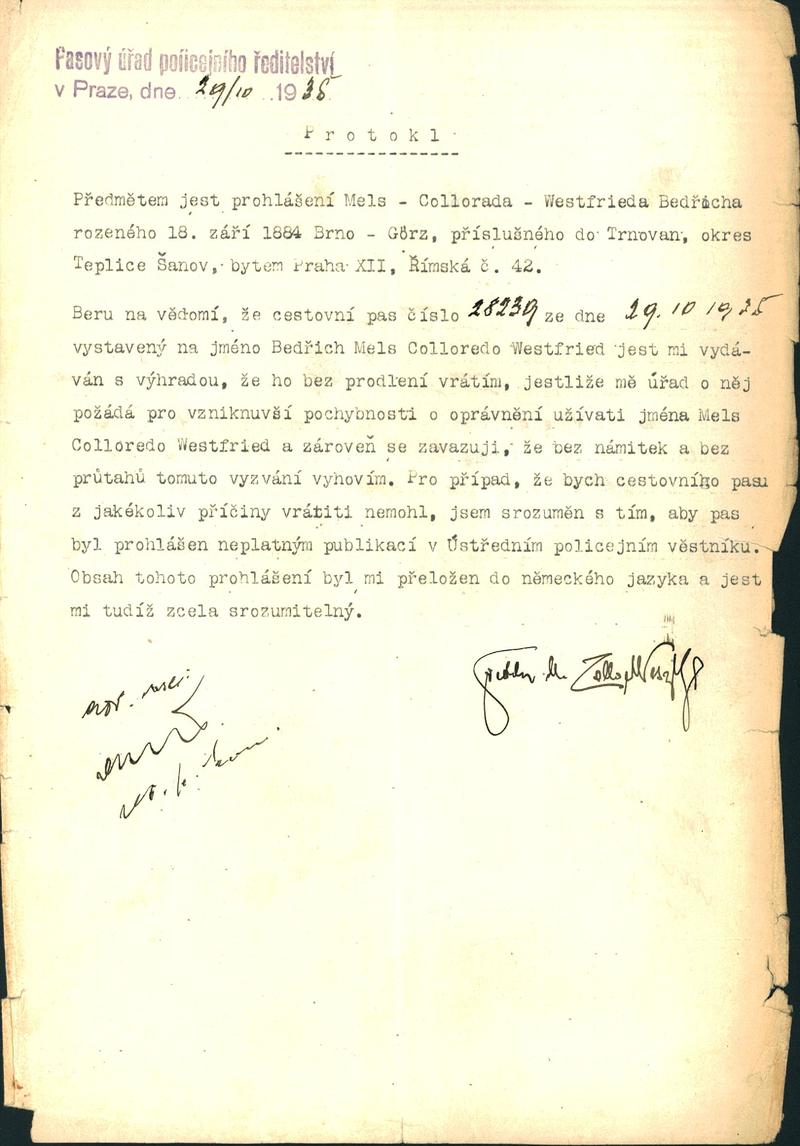 Pasový úřad policejního ředitelství
v Praze, dne 29/10 1935
Protokl
Předmětem jest prohlášení Mels - Collorada - Westfrieda Bedřicha
rozeného 18. září 1884 Brno - Görz, příslušného do Trnovan, okres
Teplice Šanov, bytem Praha XII, Římská č. 42.
Beru na vědomí, že cestovní pas číslo 28239 ze dne 29.10 1935
vystavený na jméno Bedřich Mels Colloredo Westfried jest mi vydá-
ván s výhradou, že ho bez prodlení vrátím, jestliže mě úřad o něj
požádá pro vzniknuvší pochybnosti o oprávnění užívati jména Mels
Colloredo Westfried a zároveň se zavazuji, že bez námitek a bez
průtahů tomuto vyzvání vyhovím. Pro případ, že bych cestovního pasu
z jakékoliv příčiny vrátiti nemohl, jsem srozuměn s tím, aby pas
byl prohlášen neplatným publikací v Ústředním policejním věstníku.
Obsah tohoto prohlášení byl mi přeložen do německého jazyka a jest
mi tudíž zcela srozumitelný.